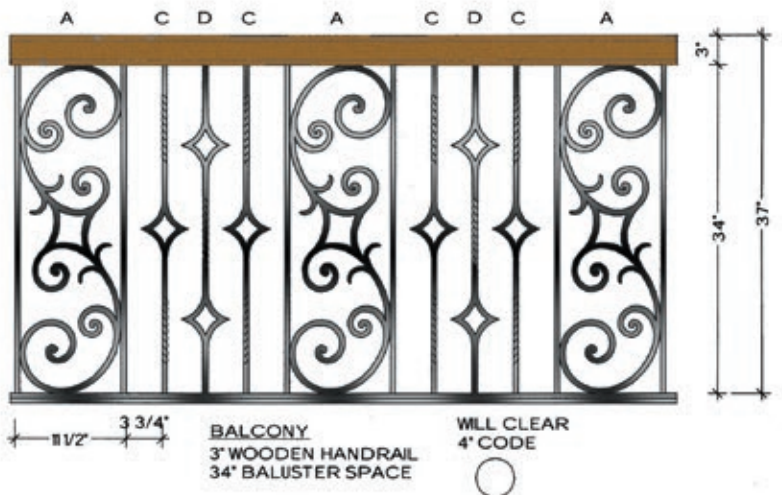 A C D C A C D C A
3"
34"
37"
11 1/2"
3 3/4"
BALCONY
3" WOODEN HANDRAIL
34" BALUSTER SPACE
WILL CLEAR
4" CODE